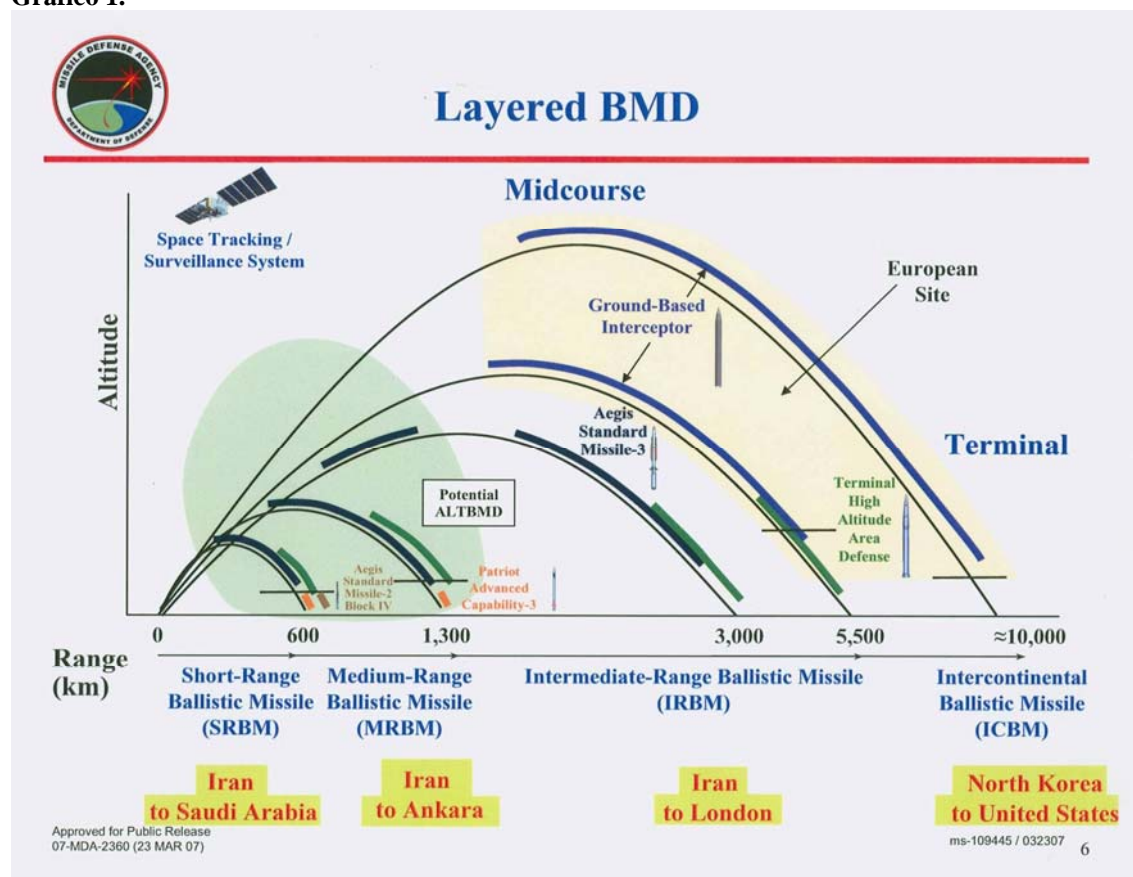 Gráfico 1.
MISSILE DEFENSE AGENCY
DEPARTMENT OF DEFENSE
Layered BMD
Midcourse
Space Tracking /
Surveillance System
European
Site
Ground-Based
Interceptor
Altitude
Aegis
Standard
Missile-3
Terminal
Potential
ALTBMD
Terminal
High
Altitude
Area
Defense
Aegis
Standard
Missile-2
Block IV
Patriot
Advanced
Capability-3
0 600 1,300 3,000 5,500 ≈10,000
Range
(km)
Short-Range
Ballistic Missile
(SRBM)
Medium-Range
Ballistic Missile
(MRBM)
Intermediate-Range Ballistic Missile
(IRBM)
Intercontinental
Ballistic Missile
(ICBM)
Iran
to Saudi Arabia
Iran
to Ankara
Iran
to London
North Korea
to United States
Approved for Public Release
07-MDA-2360 (23 MAR 07)
ms-109445 / 032307
6